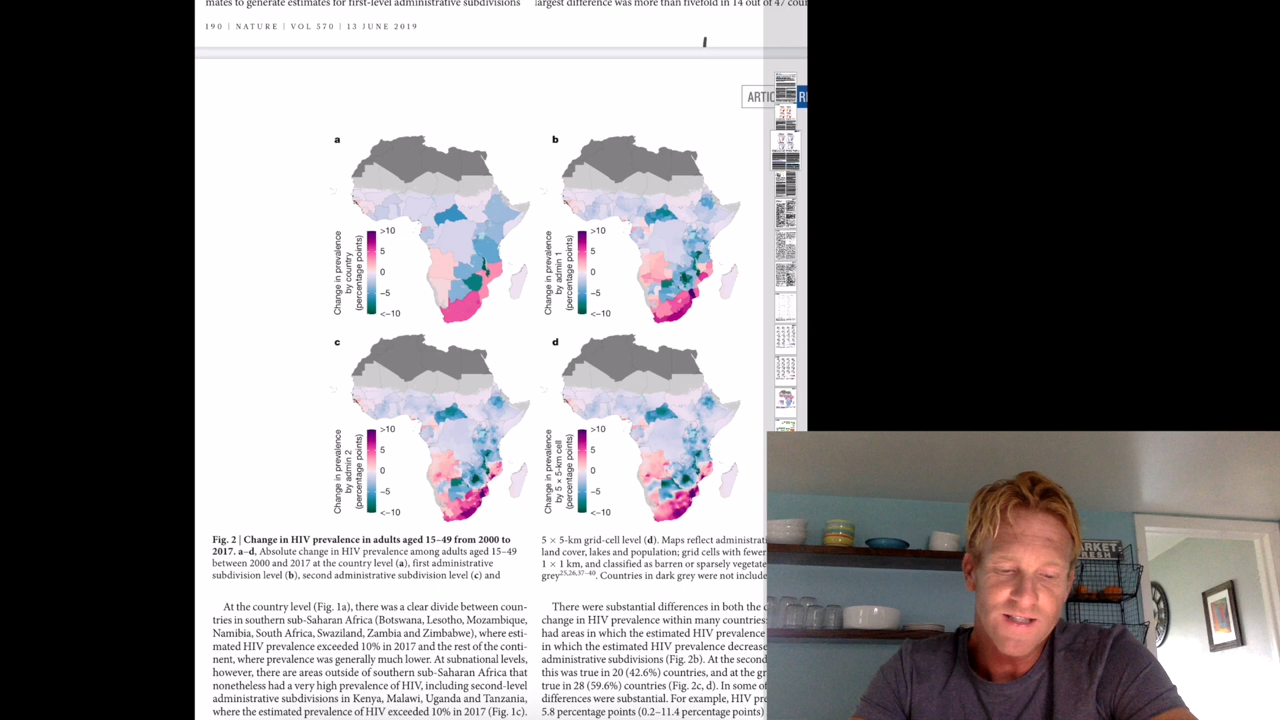 mates to generate estimates for first-level administrative subdivisions
largest difference was more than fivefold in 14 out of 47
190 | NATURE | VOL 570 | 13 JUNE 2019
a
Change in prevalence
by country
(percentage points)
>10
5
0
−5
<−10
b
Change in prevalence
by admin 1
(percentage points)
>10
5
0
−5
<−10
c
Change in prevalence
by admin 2
(percentage points)
>10
5
0
−5
<−10
d
Change in prevalence
by 5 × 5-km cell
(percentage points)
>10
5
0
−5
<−10
Fig. 2 | Change in HIV prevalence in adults aged 15–49 from 2000 to
2017. a–d, Absolute change in HIV prevalence among adults aged 15–49
between 2000 and 2017 at the country level (a), first administrative
subdivision level (b), second administrative subdivision level (c) and
5 × 5-km grid-cell level (d). Maps reflect administrati
land cover, lakes and population; grid cells with fewer
1 × 1 km, and classified as barren or sparsely vegetate
grey25,26,37–40. Countries in dark grey were not include
At the country level (Fig. 1a), there was a clear divide between coun-
tries in southern sub-Saharan Africa (Botswana, Lesotho, Mozambique,
Namibia, South Africa, Swaziland, Zambia and Zimbabwe), where esti-
mated HIV prevalence exceeded 10% in 2017 and the rest of the conti-
nent, where prevalence was generally much lower. At subnational levels,
however, there are areas outside of southern sub-Saharan Africa that
nonetheless had a very high prevalence of HIV, including second-level
administrative subdivisions in Kenya, Malawi, Uganda and Tanzania,
where the estimated prevalence of HIV exceeded 10% in 2017 (Fig. 1c).
There were substantial differences in both the
change in HIV prevalence within many countries
had areas in which the estimated HIV prevalence
in which the estimated HIV prevalence decrease
administrative subdivisions (Fig. 2b). At the second
this was true in 20 (42.6%) countries, and at the gr
true in 28 (59.6%) countries (Fig. 2c, d). In some of
differences were substantial. For example, HIV pre
5.8 percentage points (0.2–11.4 percentage points)
FRESH